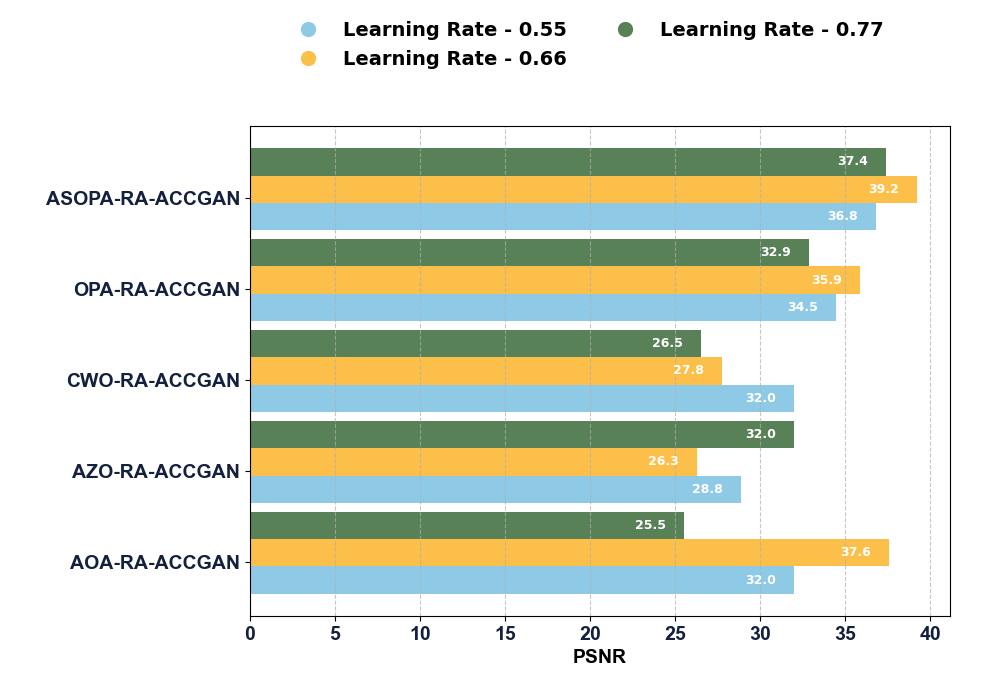 Learning Rate - 0.55
Learning Rate - 0.66
Learning Rate - 0.77
ASOPA-RA-ACCGAN
37.4
39.2
36.8
OPA-RA-ACCGAN
32.9
35.9
34.5
CWO-RA-ACCGAN
26.5
27.8
32.0
AZO-RA-ACCGAN
32.0
26.3
28.8
AOA-RA-ACCGAN
25.5
37.6
32.0
0 5 10 15 20 25 30 35 40
PSNR